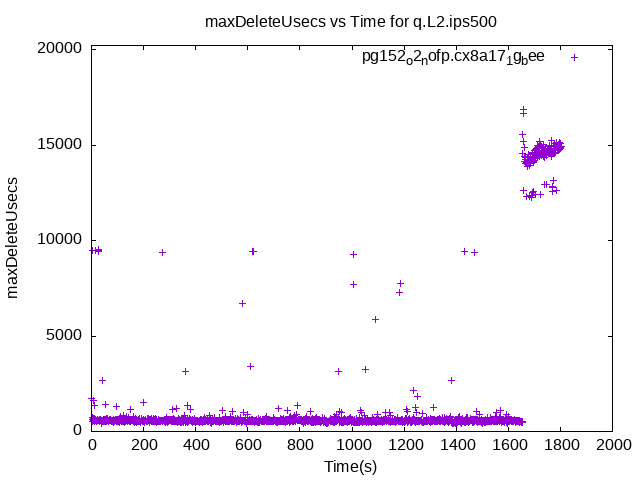 maxDeleteUsecs vs Time for q.L2.ips500
pg152_o2_nofp.cx8a17_1g_bee
maxDeleteUsecs
20000
15000
10000
5000
0
0 200 400 600 800 1000 1200 1400 1600 1800 2000
Time(s)